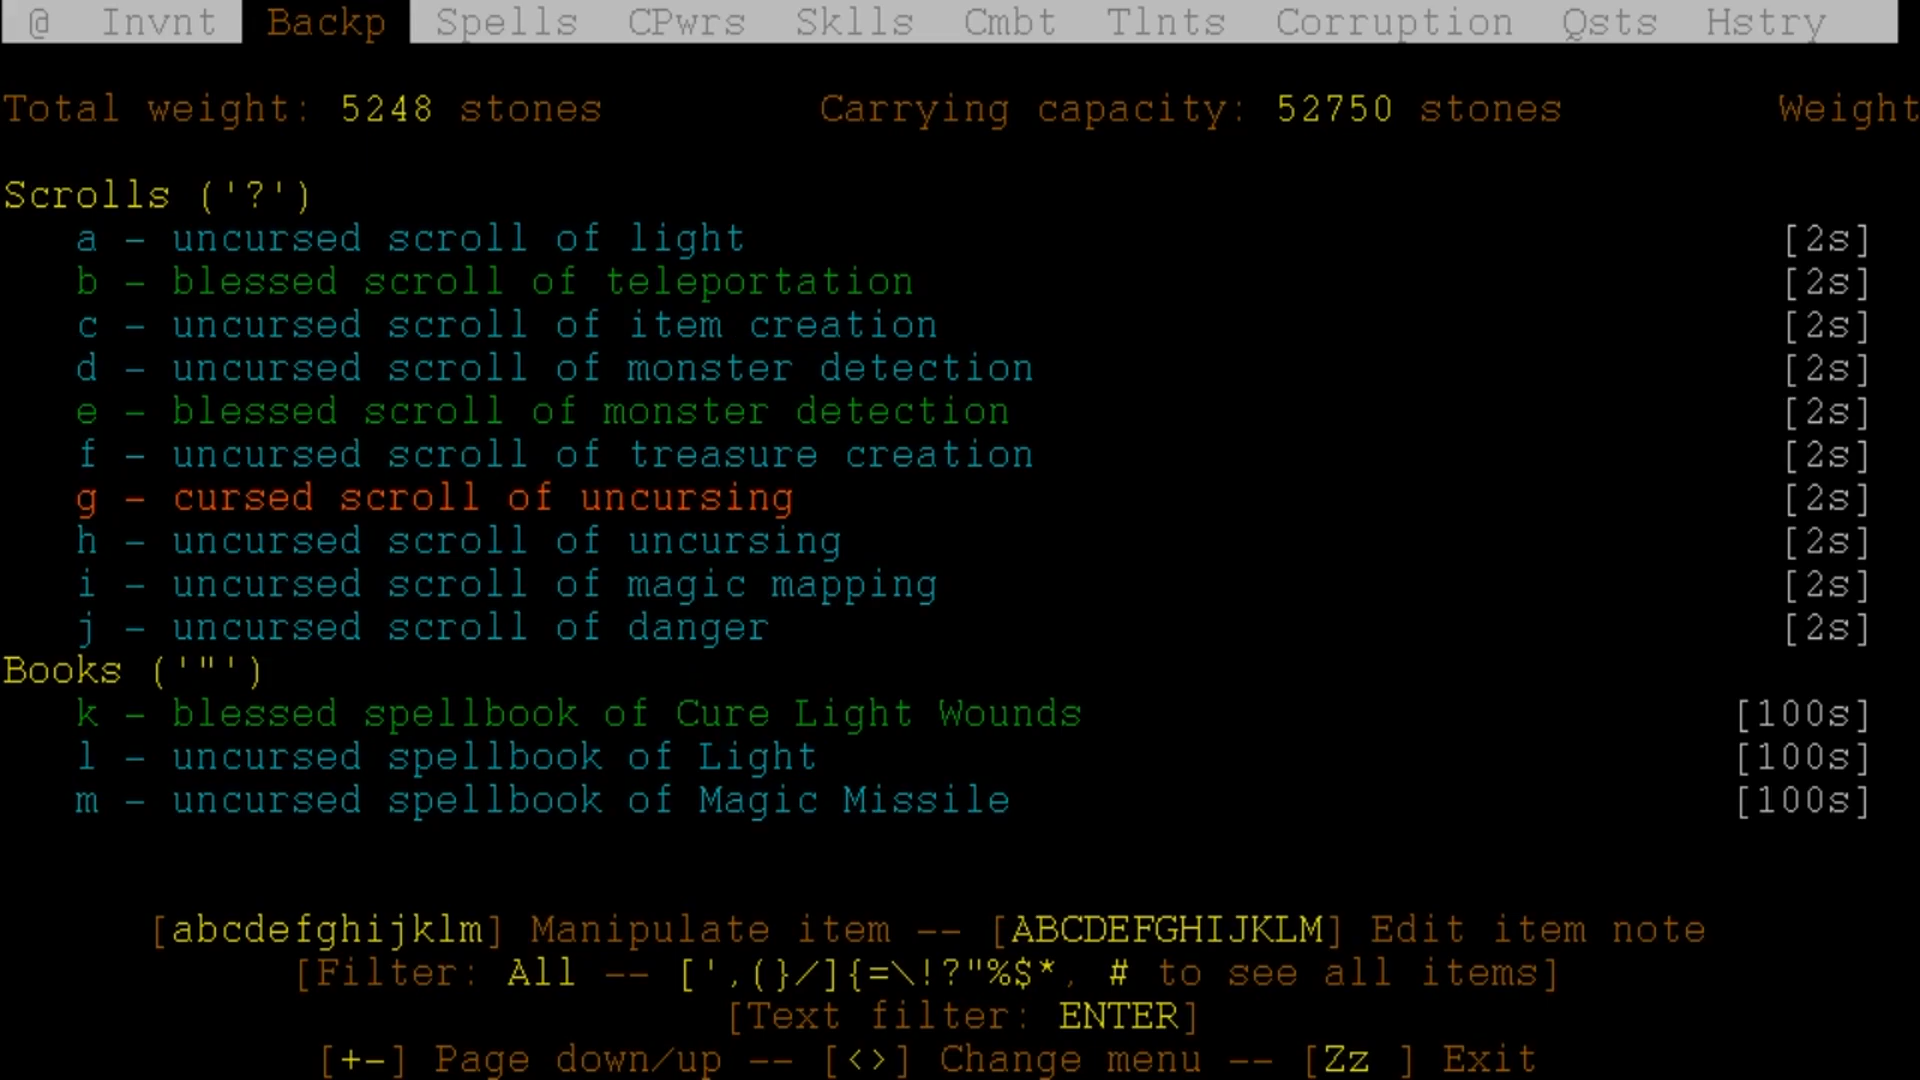 @ Invnt Backp Spells CPwrs Sklls Cmbt Tlnts Corruption Qsts Hstry
Total weight: 5248 stones Carrying capacity: 52750 stones Weight
Scrolls ('?')
a - uncursed scroll of light [2s]
b - blessed scroll of teleportation [2s]
c - uncursed scroll of item creation [2s]
d - uncursed scroll of monster detection [2s]
e - blessed scroll of monster detection [2s]
f - uncursed scroll of treasure creation [2s]
g - cursed scroll of uncursing [2s]
h - uncursed scroll of uncursing [2s]
i - uncursed scroll of magic mapping [2s]
j - uncursed scroll of danger [2s]
Books ('"')
k - blessed spellbook of Cure Light Wounds [100s]
l - uncursed spellbook of Light [100s]
m - uncursed spellbook of Magic Missile [100s]
[abcdefghijklm] Manipulate item -- [ABCDEFGHIJKLM] Edit item note
[Filter: All -- [',(}/]{=\!?"%$*, # to see all items]
[Text filter: ENTER]
[+-] Page down/up -- [<>] Change menu -- [Zz ] Exit